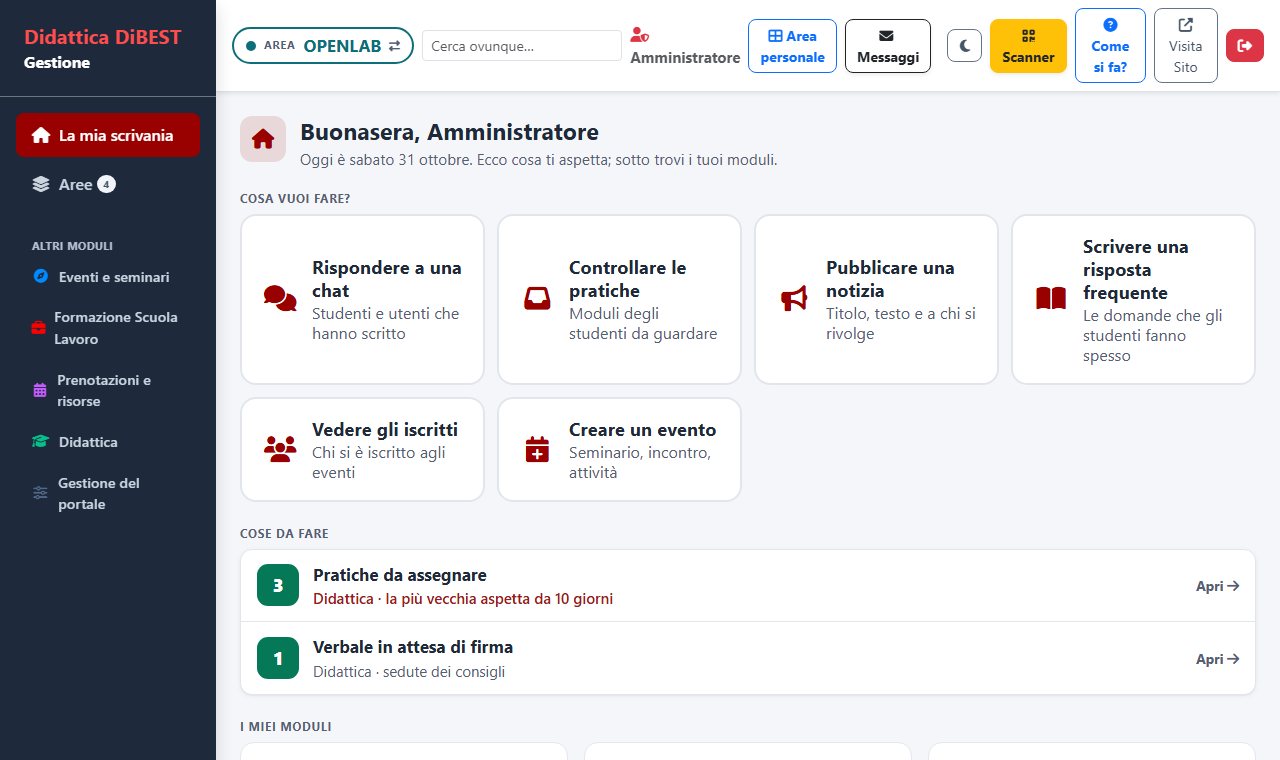 Didattica DiBEST
Gestione
La mia scrivania
Aree 4
ALTRI MODULI
Eventi e seminari
Formazione Scuola
Lavoro
Prenotazioni e
risorse
Didattica
Gestione del
portale
AREA OPENLAB
Cerca ovunque...
Amministratore
Area
personale
Messaggi
Scanner
Come
si fa?
Visita
Sito
Buonasera, Amministratore
Oggi è sabato 31 ottobre. Ecco cosa ti aspetta; sotto trovi i tuoi moduli.
COSA VUOI FARE?
Rispondere a una
chat
Studenti e utenti che
hanno scritto
Controllare le
pratiche
Moduli degli
studenti da guardare
Pubblicare una
notizia
Titolo, testo e a chi si
rivolge
Scrivere una
risposta
frequente
Le domande che gli
studenti fanno
spesso
Vedere gli iscritti
Chi si è iscritto agli
eventi
Creare un evento
Seminario, incontro,
attività
COSE DA FARE
3
Pratiche da assegnare
Didattica · la più vecchia aspetta da 10 giorni
Apri
1
Verbale in attesa di firma
Didattica · sedute dei consigli
Apri
I MIEI MODULI